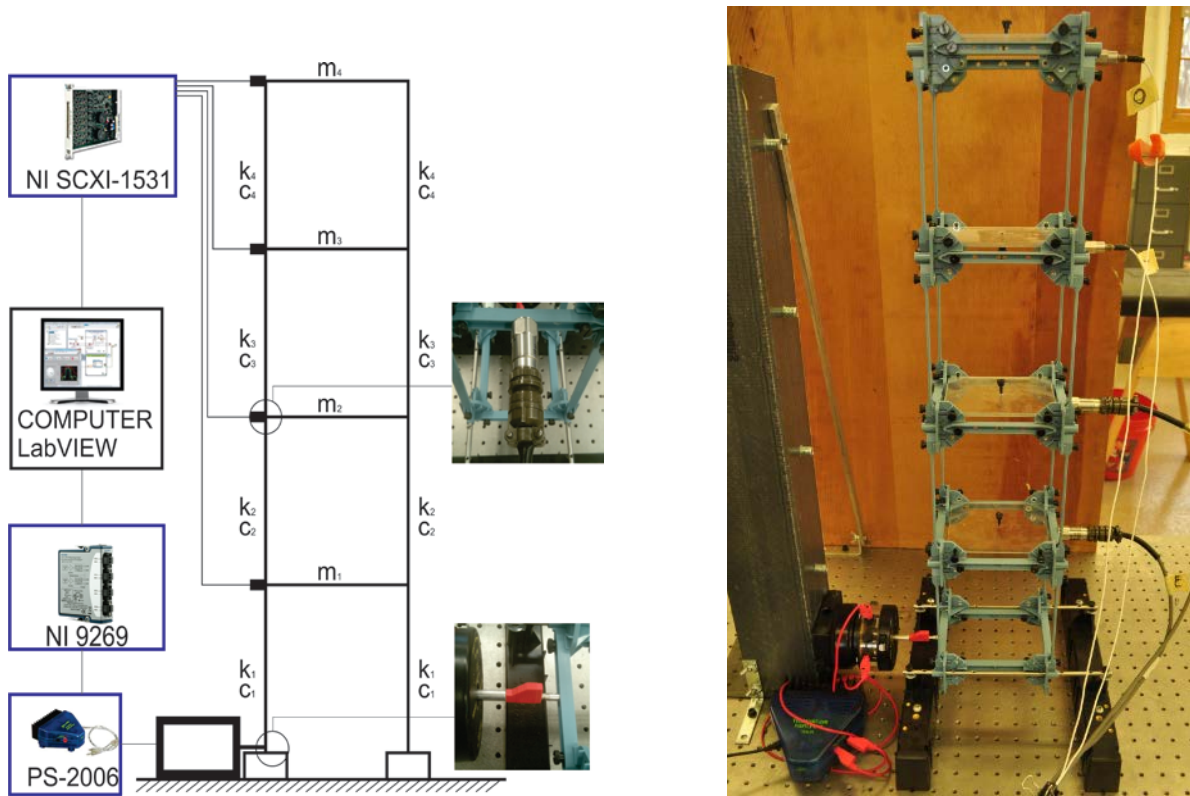 m₄
NI SCXI-1531
k₄
c₄
k₄
c₄
m₃
k₃
c₃
k₃
c₃
COMPUTER
LabVIEW
m₂
k₂
c₂
k₂
c₂
m₁
NI 9269
k₁
c₁
k₁
c₁
PS-2006